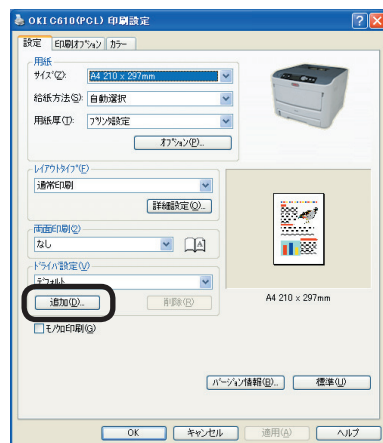 OKI C610(PCL) 印刷設定
設定 印刷ｵﾌﾟｼｮﾝ ｶﾗｰ
用紙
ｻｲｽﾞ(Z): A4 210 x 297mm
給紙方法(S): 自動選択
用紙厚(T): ﾌﾟﾘﾝﾀ設定
ｵﾌﾟｼｮﾝ(P)...
ﾚｲｱｳﾄﾀｲﾌﾟ(E)
通常印刷
詳細設定(O)...
両面印刷(2)
なし
ﾄﾞﾗｲﾊﾞ設定(V)
ﾃﾞﾌｫﾙﾄ
追加(D)... 削除(R)
A4 210 x 297mm
ﾓﾉｸﾛ印刷(G)
ﾊﾞｰｼﾞｮﾝ情報(B)... 標準(U)
OK ｷｬﾝｾﾙ 適用(A) ﾍﾙﾌﾟ